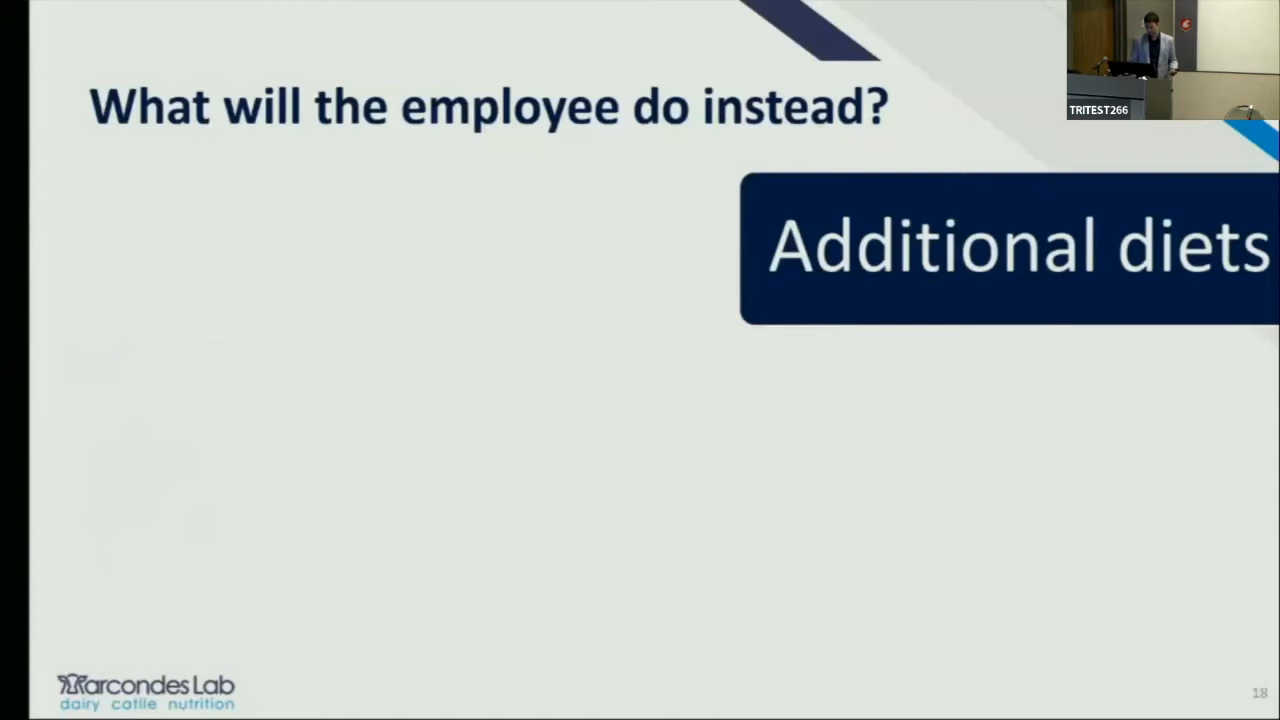 What will the employee do instead?
TRITEST266
Additional diets
Marcondes Lab
dairy cattle nutrition
18